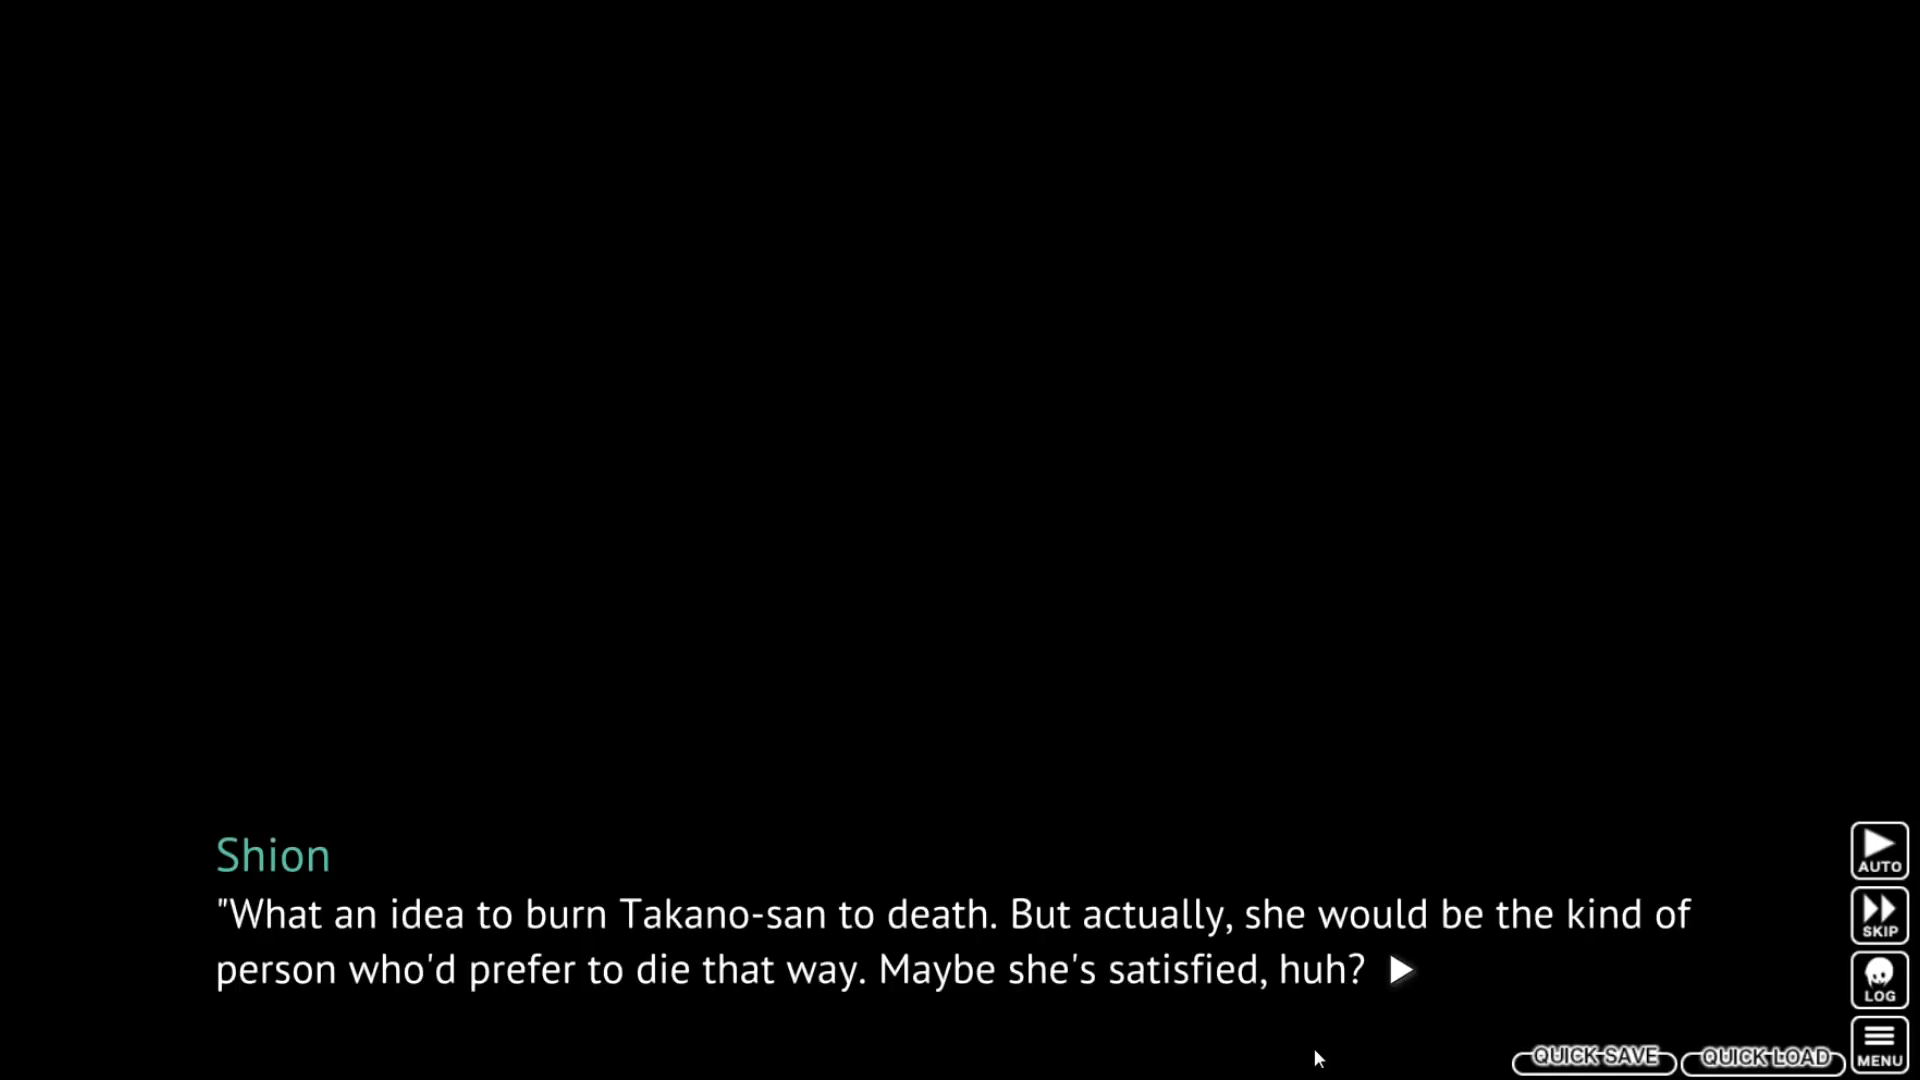 Shion
"What an idea to burn Takano-san to death. But actually, she would be the kind of
person who'd prefer to die that way. Maybe she's satisfied, huh?
AUTO
SKIP
LOG
MENU
QUICK SAVE QUICK LOAD